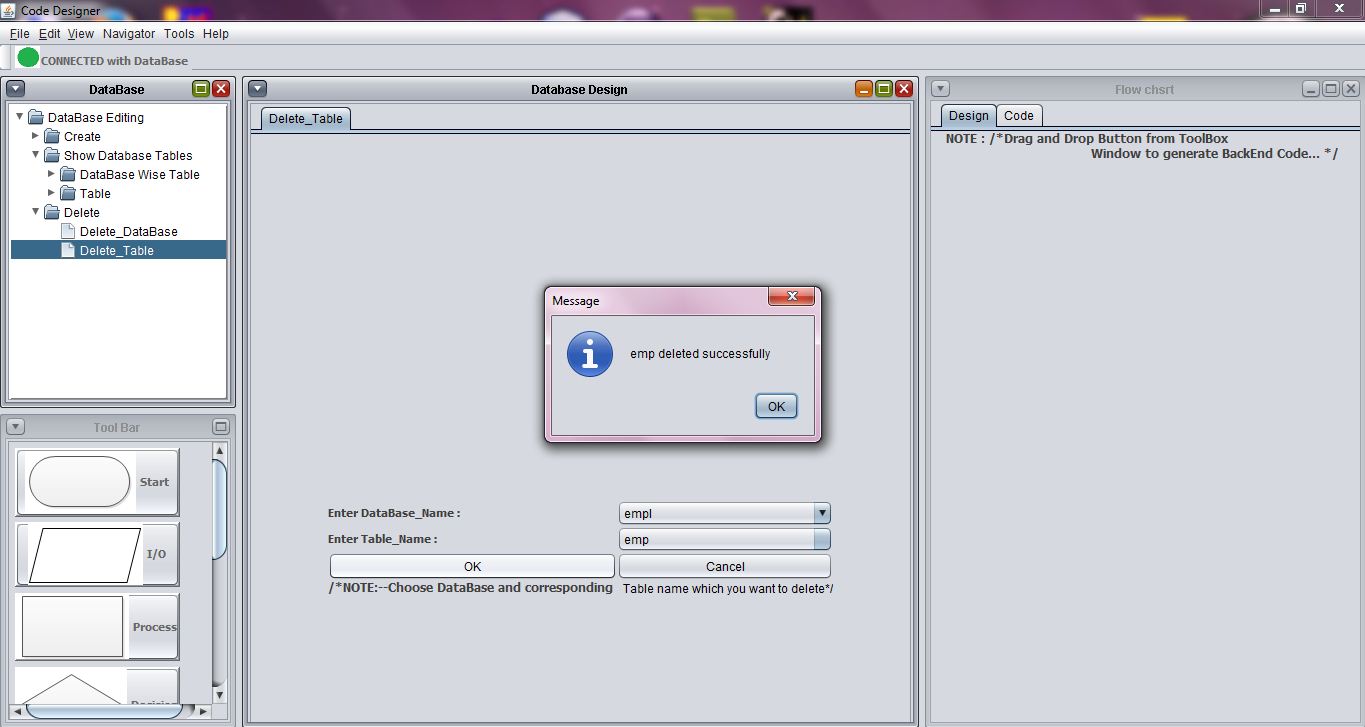 Code Designer
File Edit View Navigator Tools Help
CONNECTED with DataBase
DataBase
DataBase Editing
Create
Show Database Tables
DataBase Wise Table
Table
Delete
Delete_DataBase
Delete_Table
Tool Bar
Start
I/O
Process
Database Design
Delete_Table
Message
emp deleted successfully
OK
Enter DataBase_Name : empl
Enter Table_Name : emp
OK Cancel
/*NOTE:--Choose DataBase and corresponding Table name which you want to delete*/
Flow chsrt
Design Code
NOTE : /*Drag and Drop Button from ToolBox
Window to generate BackEnd Code... */